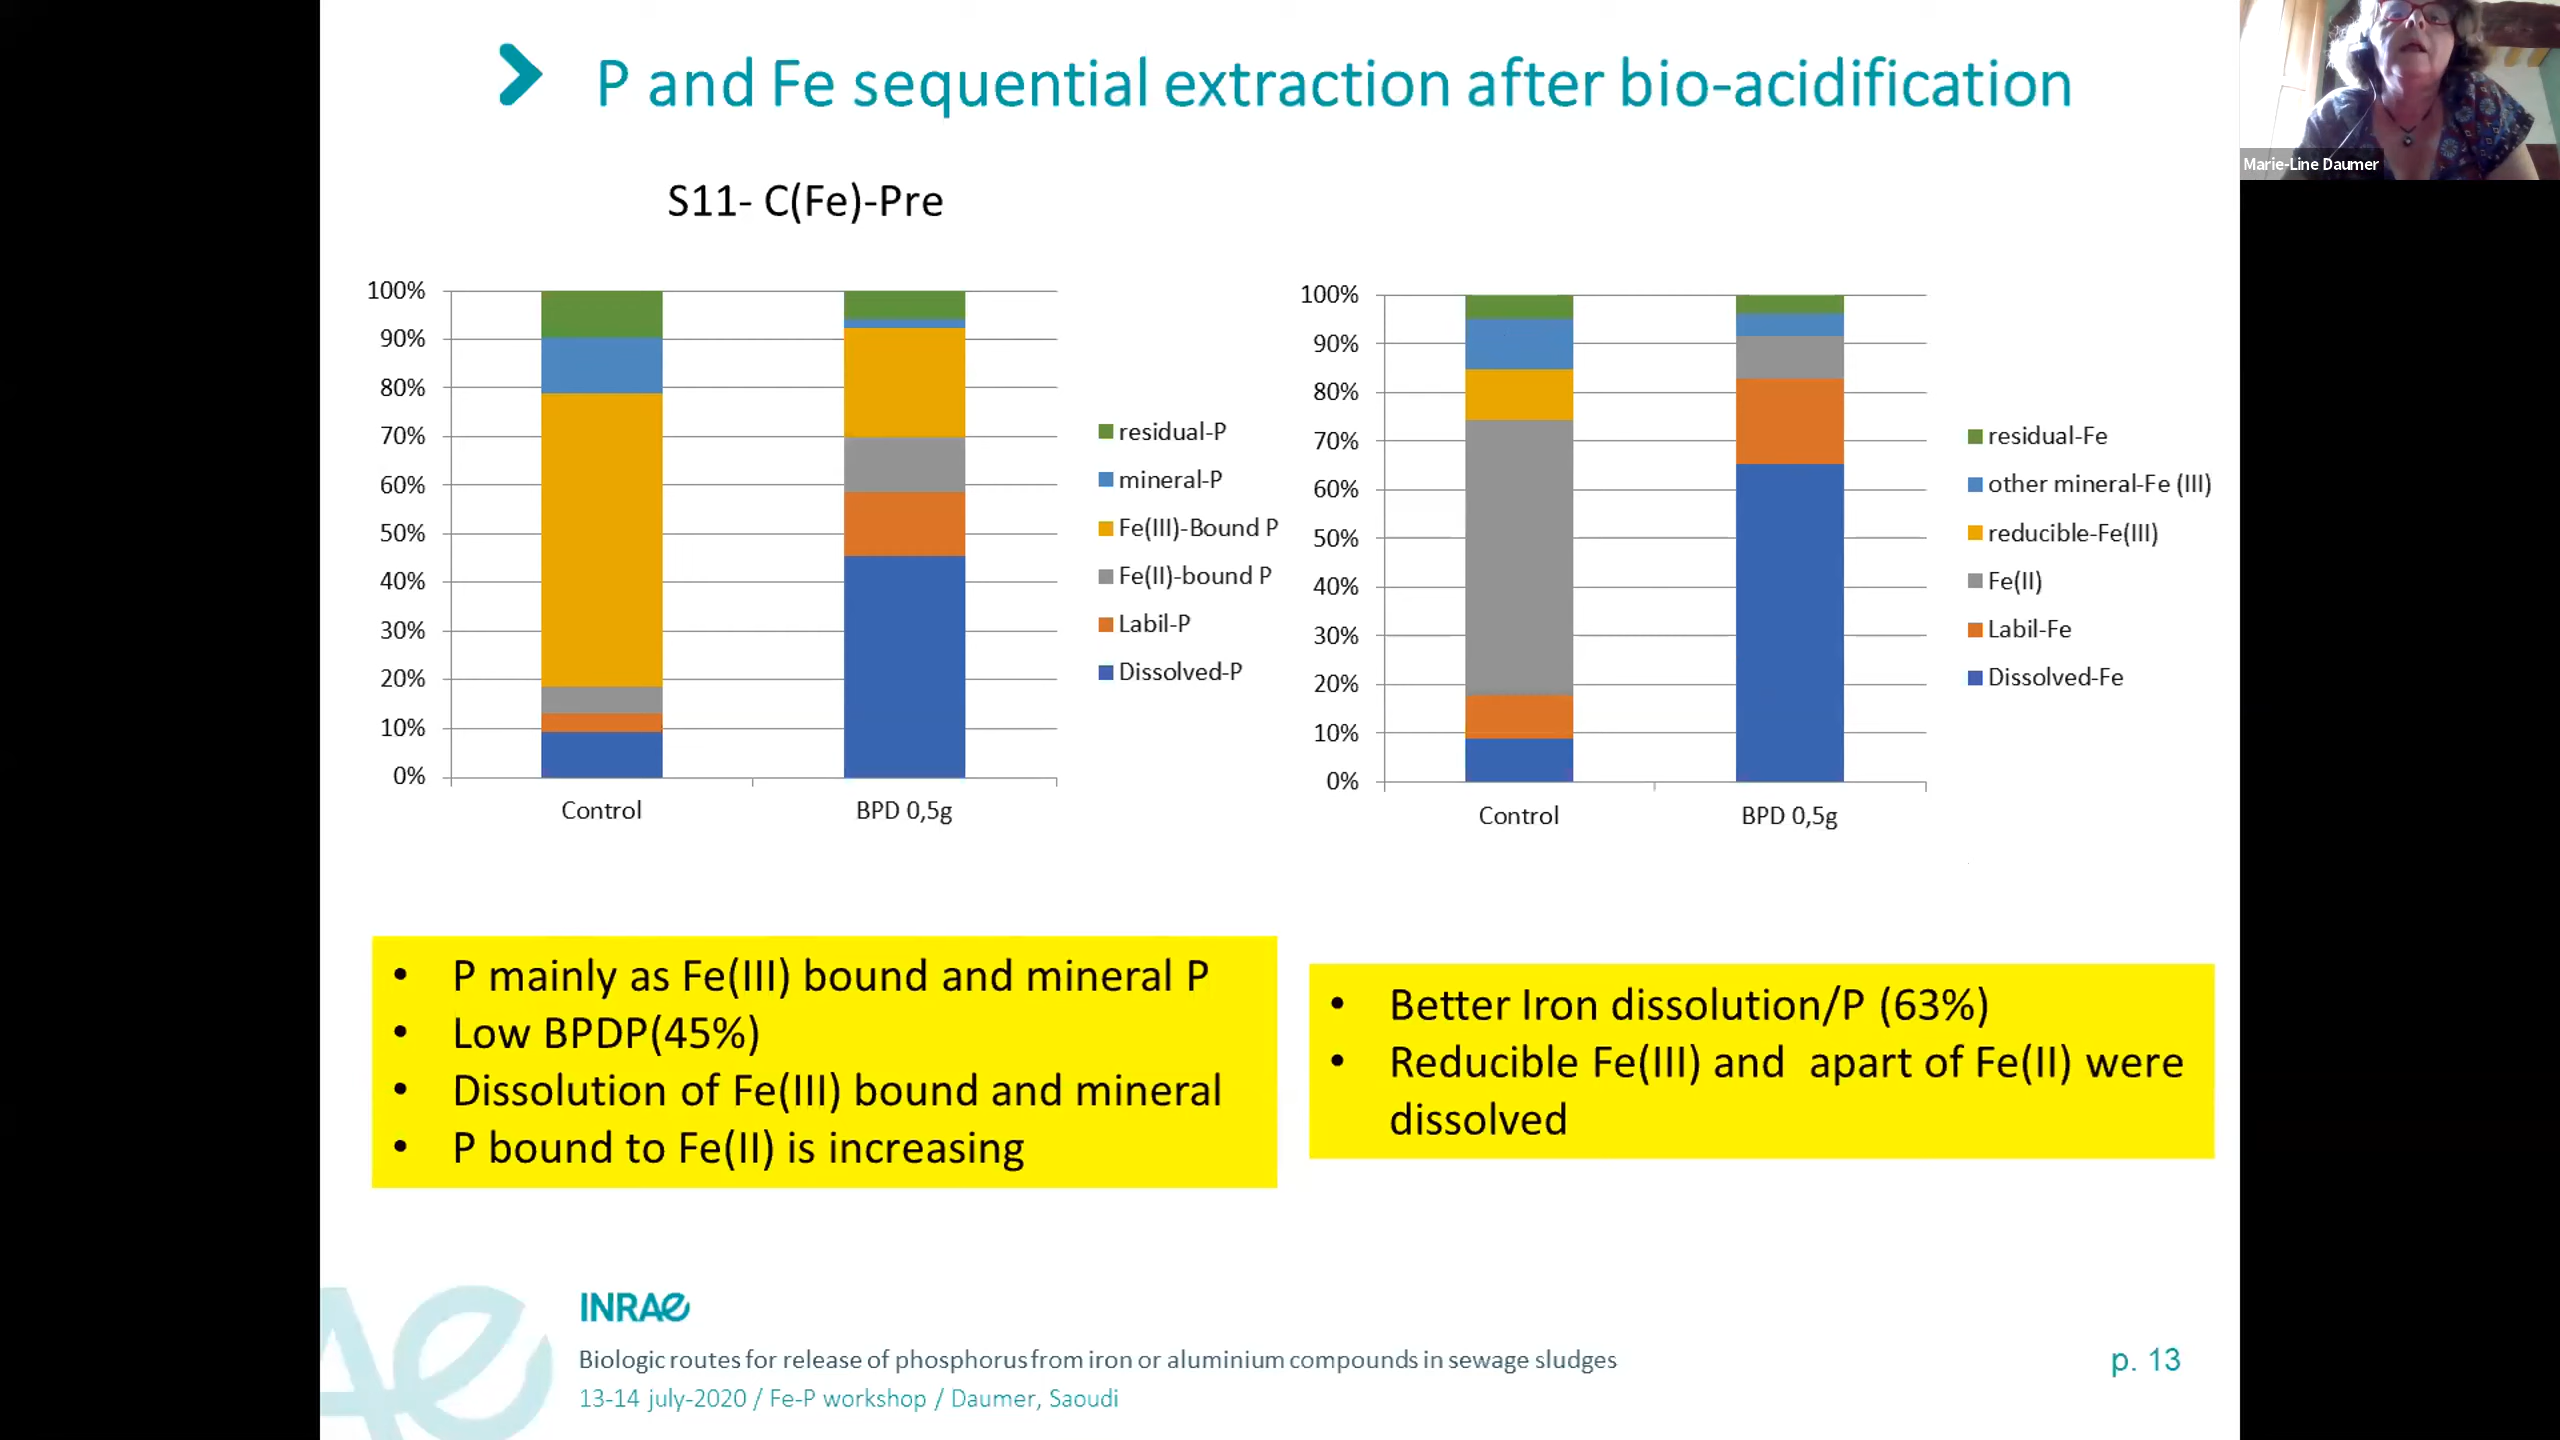 P and Fe sequential extraction after bio-acidification
Marie-Line Daumer
S11- C(Fe)-Pre
100%
90%
80%
70%
60%
50%
40%
30%
20%
10%
0%
Control
BPD 0,5g
residual-P
mineral-P
Fe(III)-Bound P
Fe(II)-bound P
Labil-P
Dissolved-P
100%
90%
80%
70%
60%
50%
40%
30%
20%
10%
0%
Control
BPD 0,5g
residual-Fe
other mineral-Fe (III)
reducible-Fe(III)
Fe(II)
Labil-Fe
Dissolved-Fe
• P mainly as Fe(III) bound and mineral P
• Low BPDP(45%)
• Dissolution of Fe(III) bound and mineral
• P bound to Fe(II) is increasing
• Better Iron dissolution/P (63%)
• Reducible Fe(III) and apart of Fe(II) were
dissolved
INRAE
Biologic routes for release of phosphorus from iron or aluminium compounds in sewage sludges
13-14 july-2020 / Fe-P workshop / Daumer, Saoudi
p. 13